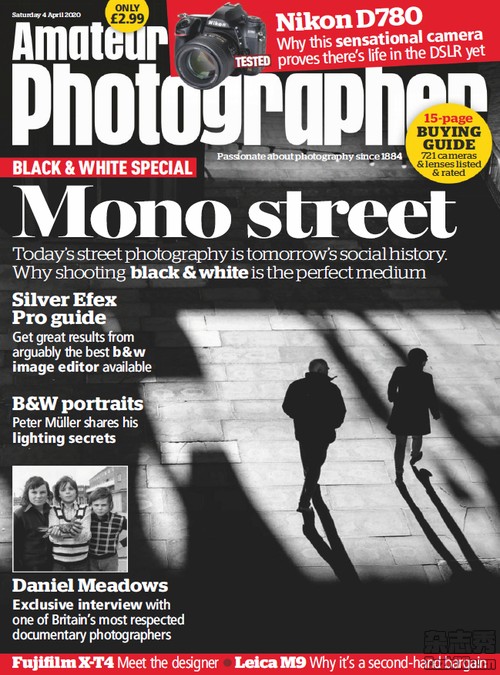 Saturday 4 April 2020
ONLY
£2.99
Amateur
Photographer
Nikon D780
Why this sensational camera
proves there's life in the DSLR yet
TESTED
Passionate about photography since 1884
15-page
BUYING
GUIDE
721 cameras
& lenses listed
& rated
BLACK & WHITE SPECIAL
Mono street
Today's street photography is tomorrow's social history.
Why shooting black & white is the perfect medium
Silver Efex
Pro guide
Get great results from
arguably the best b&w
image editor available
B&W portraits
Peter Müller shares his
lighting secrets
Daniel Meadows
Exclusive interview with
one of Britain's most respected
documentary photographers
Fujifilm X-T4 Meet the designer • Leica M9 Why it's a second-hand bargain
杂志秀